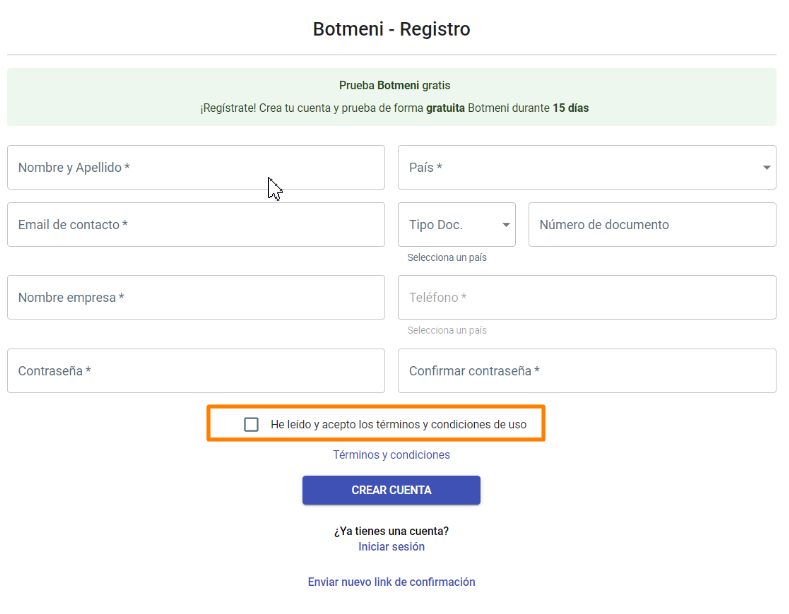 Botmeni - Registro
Prueba Botmeni gratis
¡Regístrate! Crea tu cuenta y prueba de forma gratuita Botmeni durante 15 días
Nombre y Apellido *
País *
Email de contacto *
Tipo Doc.
Número de documento
Selecciona un país
Nombre empresa *
Teléfono *
Selecciona un país
Contraseña *
Confirmar contraseña *
He leído y acepto los términos y condiciones de uso
Términos y condiciones
CREAR CUENTA
¿Ya tienes una cuenta?
Iniciar sesión
Enviar nuevo link de confirmación